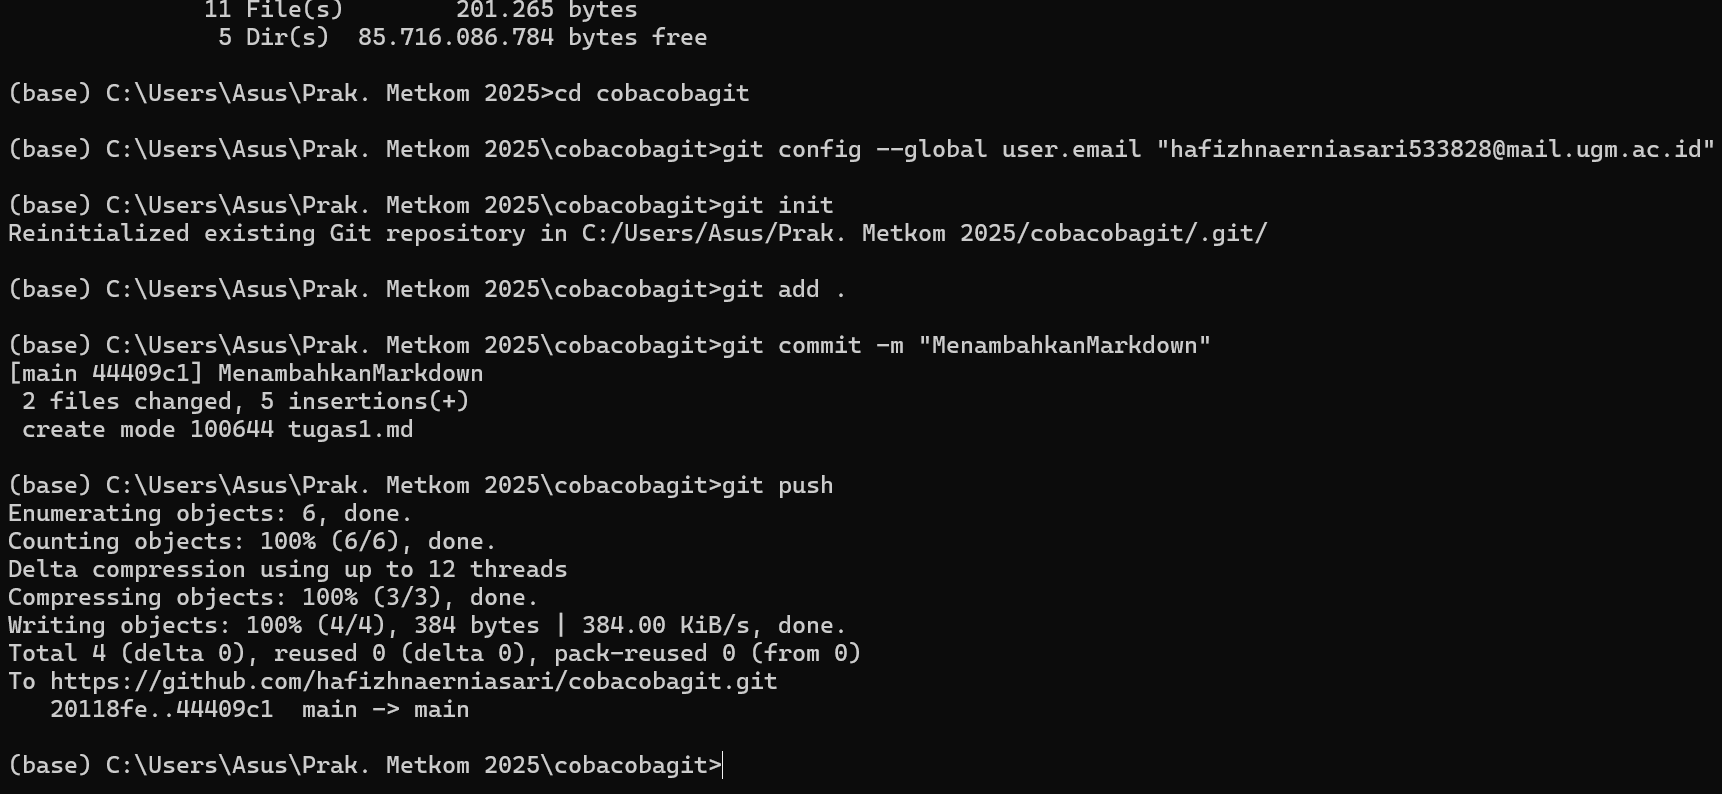 11 File(s)        201.265 bytes
5 Dir(s)  85.716.086.784 bytes free
(base) C:\Users\Asus\Prak. Metkom 2025>cd cobacobagit
(base) C:\Users\Asus\Prak. Metkom 2025\cobacobagit>git config --global user.email "hafizhnaerniasari533828@mail.ugm.ac.id"
(base) C:\Users\Asus\Prak. Metkom 2025\cobacobagit>git init
Reinitialized existing Git repository in C:/Users/Asus/Prak. Metkom 2025/cobacobagit/.git/
(base) C:\Users\Asus\Prak. Metkom 2025\cobacobagit>git add .
(base) C:\Users\Asus\Prak. Metkom 2025\cobacobagit>git commit -m "MenambahkanMarkdown"
[main 44409c1] MenambahkanMarkdown
2 files changed, 5 insertions(+)
create mode 100644 tugas1.md
(base) C:\Users\Asus\Prak. Metkom 2025\cobacobagit>git push
Enumerating objects: 6, done.
Counting objects: 100% (6/6), done.
Delta compression using up to 12 threads
Compressing objects: 100% (3/3), done.
Writing objects: 100% (4/4), 384 bytes | 384.00 KiB/s, done.
Total 4 (delta 0), reused 0 (delta 0), pack-reused 0 (from 0)
To https://github.com/hafizhnaerniasari/cobacobagit.git
20118fe..44409c1  main -> main
(base) C:\Users\Asus\Prak. Metkom 2025\cobacobagit>